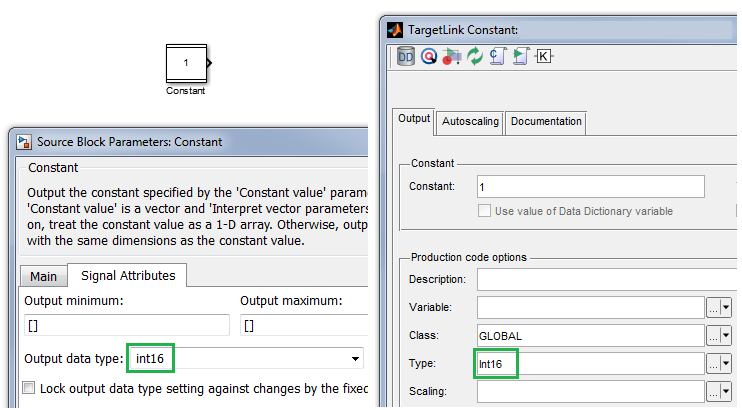 1
Constant
Source Block Parameters: Constant
Constant
Output the constant specified by the 'Constant value' parame
'Constant value' is a vector and 'Interpret vector parameters
on, treat the constant value as a 1-D array. Otherwise, outp
with the same dimensions as the constant value.
Main
Signal Attributes
Output minimum:
Output maximum:
[]
[]
Output data type:
int16
Lock output data type setting against changes by the fixed
TargetLink Constant:
DD
K
Output
Autoscaling
Documentation
Constant
Constant:
1
Use value of Data Dictionary variable
Production code options
Description:
Variable:
...
Class:
GLOBAL
...
Type:
Int16
...
Scaling:
...